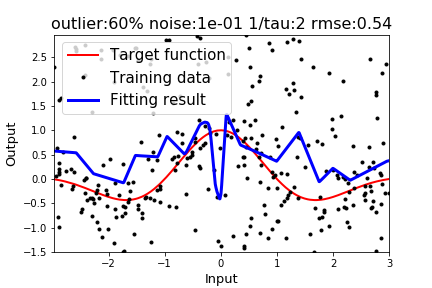 outlier:60% noise:1e-01 1/tau:2 rmse:0.54
Target function
Training data
Fitting result
Output
2.5
2.0
1.5
1.0
0.5
0.0
−0.5
−1.0
−1.5
−2
−1
0
1
2
3
Input